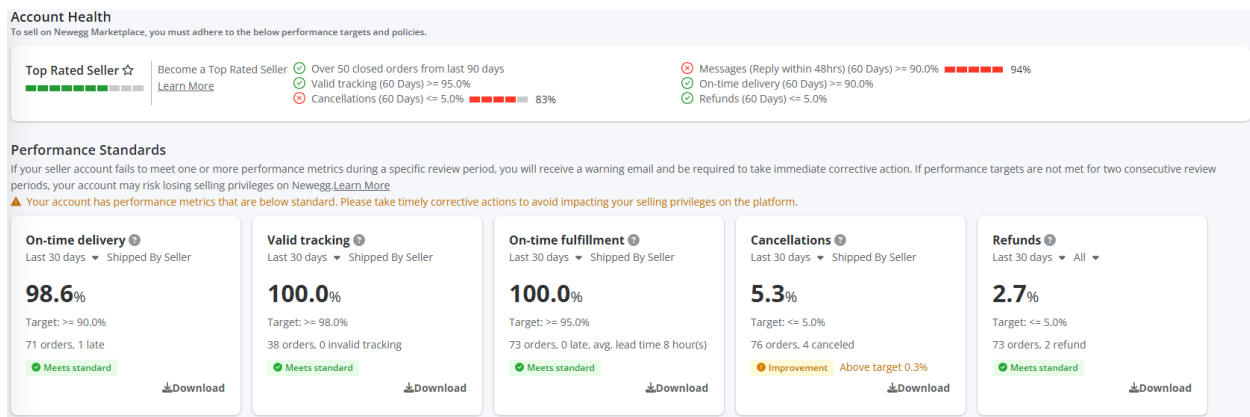 Account Health
To sell on Newegg Marketplace, you must adhere to the below performance targets and policies.
Top Rated Seller
Become a Top Rated Seller
Learn More
Over 50 closed orders from last 90 days
Valid tracking (60 Days) >= 95.0%
Cancellations (60 Days) <= 5.0% 83%
Messages (Reply within 48hrs) (60 Days) >= 90.0% 94%
On-time delivery (60 Days) >= 90.0%
Refunds (60 Days) <= 5.0%
Performance Standards
If your seller account fails to meet one or more performance metrics during a specific review period, you will receive a warning email and be required to take immediate corrective action. If performance targets are not met for two consecutive review
periods, your account may risk losing selling privileges on Newegg.Learn More
Your account has performance metrics that are below standard. Please take timely corrective actions to avoid impacting your selling privileges on the platform.
On-time delivery ?
Last 30 days Shipped By Seller
98.6%
Target: >= 90.0%
71 orders, 1 late
Meets standard
Download
Valid tracking ?
Last 30 days Shipped By Seller
100.0%
Target: >= 98.0%
38 orders, 0 invalid tracking
Meets standard
Download
On-time fulfillment ?
Last 30 days Shipped By Seller
100.0%
Target: >= 95.0%
73 orders, 0 late, avg. lead time 8 hour(s)
Meets standard
Download
Cancellations ?
Last 30 days Shipped By Seller
5.3%
Target: <= 5.0%
76 orders, 4 canceled
Improvement Above target 0.3%
Download
Refunds ?
Last 30 days All
2.7%
Target: <= 5.0%
73 orders, 2 refund
Meets standard
Download